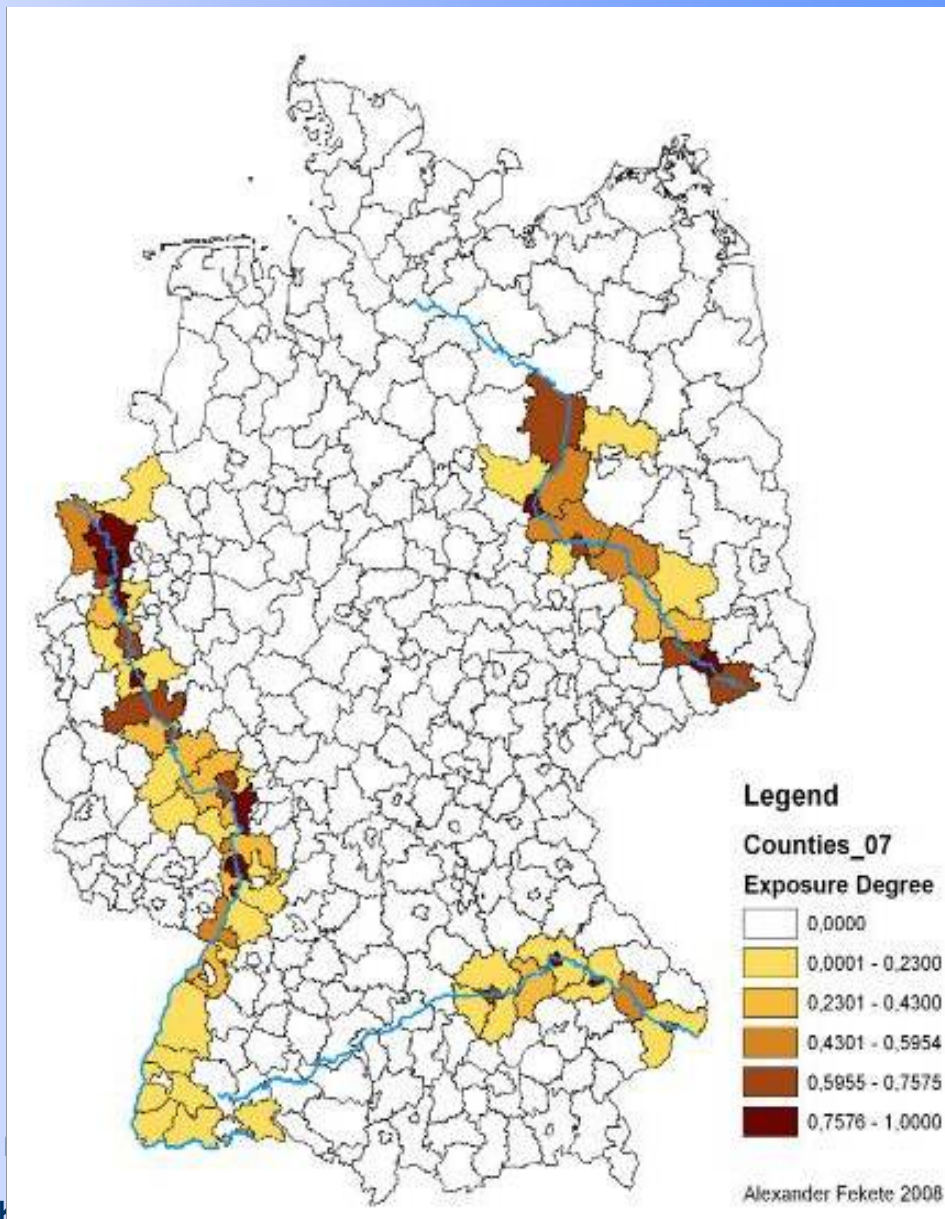 Legend
Counties_07
Exposure Degree
0,0000
0,0001 - 0,2300
0,2301 - 0,4300
0,4301 - 0,5954
0,5955 - 0,7575
0,7576 - 1,0000
Alexander Fekete 2008